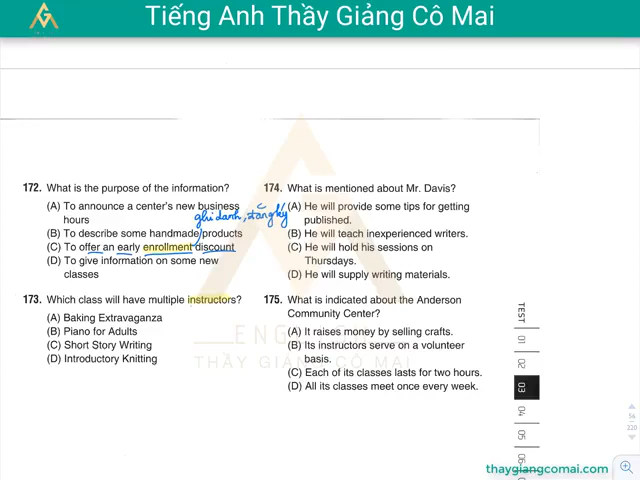 Tiếng Anh Thầy Giảng Cô Mai
172. What is the purpose of the information?
(A) To announce a center's new business
hours
ghi danh, đăng ký
(B) To describe some handmade products
(C) To offer an early enrollment discount
(D) To give information on some new
classes
173. Which class will have multiple instructors?
(A) Baking Extravaganza
(B) Piano for Adults
(C) Short Story Writing
(D) Introductory Knitting
174. What is mentioned about Mr. Davis?
(A) He will provide some tips for getting
published.
(B) He will teach inexperienced writers.
(C) He will hold his sessions on
Thursdays.
(D) He will supply writing materials.
175. What is indicated about the Anderson
Community Center?
(A) It raises money by selling crafts.
(B) Its instructors serve on a volunteer
basis.
(C) Each of its classes lasts for two hours.
(D) All its classes meet once every week.
TEST
01
02
03
04
05
06
56
220
THẦY GIẢNG CÔ MAI
thaygiangcomai.com